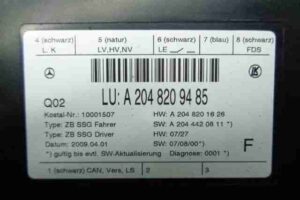 4 (schwarz) 5 (natur) 6 (schwarz) 7 (blau) 8 (schwarz)
L. K LV,HV,NV LE FDS
LU: A 204 820 94 85
Q02
Kostal-Nr.: 10001507 HW: A 204 820 16 26
Type: ZB SSG Fahrer SW: A 204 442 08 11 *)
Type: ZB SSG Driver HW: 07/27
Datum: 2009.04.01 SW: 07/08/00 *)
*) gultig bis evtl. SW-Aktualisierung Diagnose: 0001 *)
F
1 (schwarz) CAN, Vers, LS 2 3